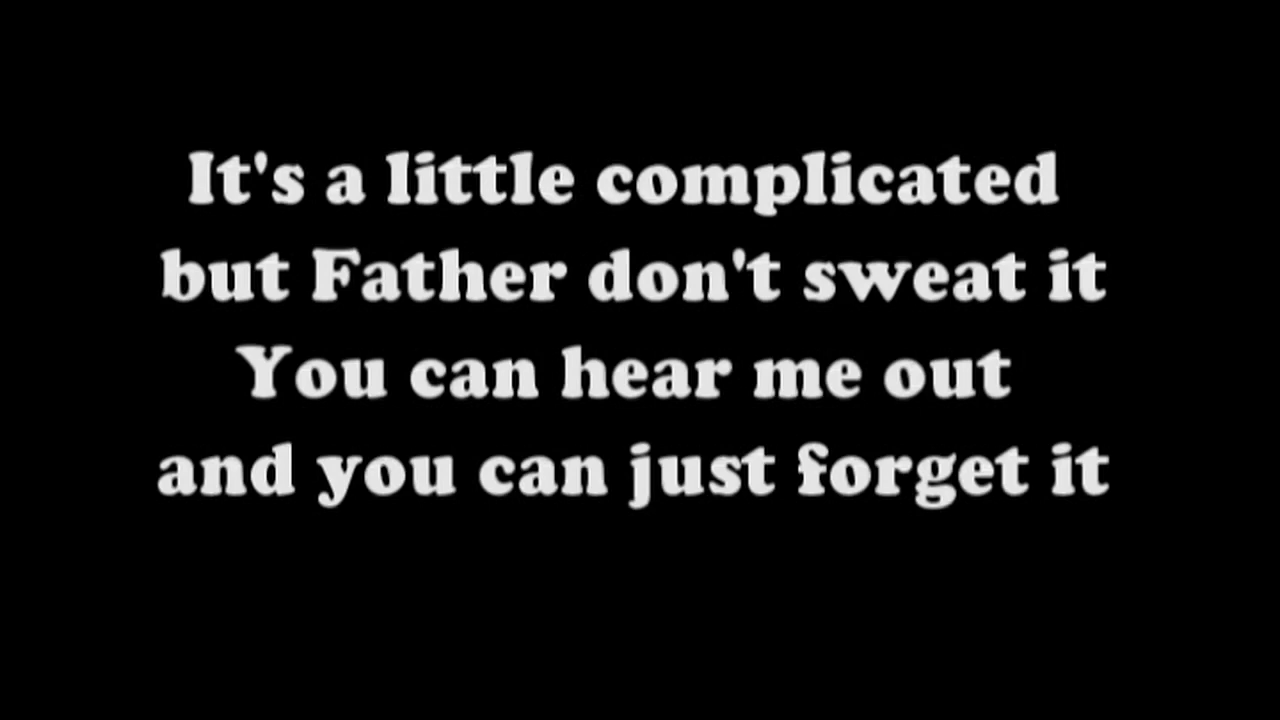 It's a little complicated
but Father don't sweat it
You can hear me out
and you can just forget it